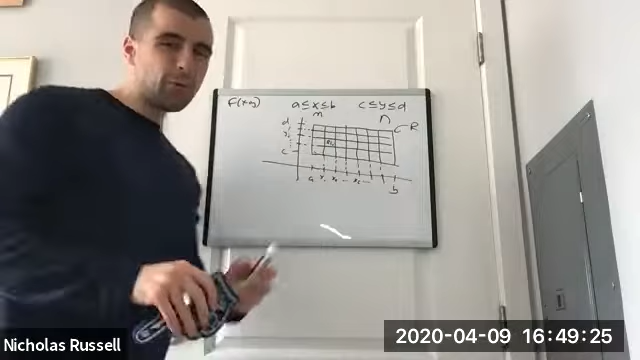 f(x,y) a≤x≤b c≤y≤d
m n
d R
c
a b
Nicholas Russell
2020-04-09 16:49:25